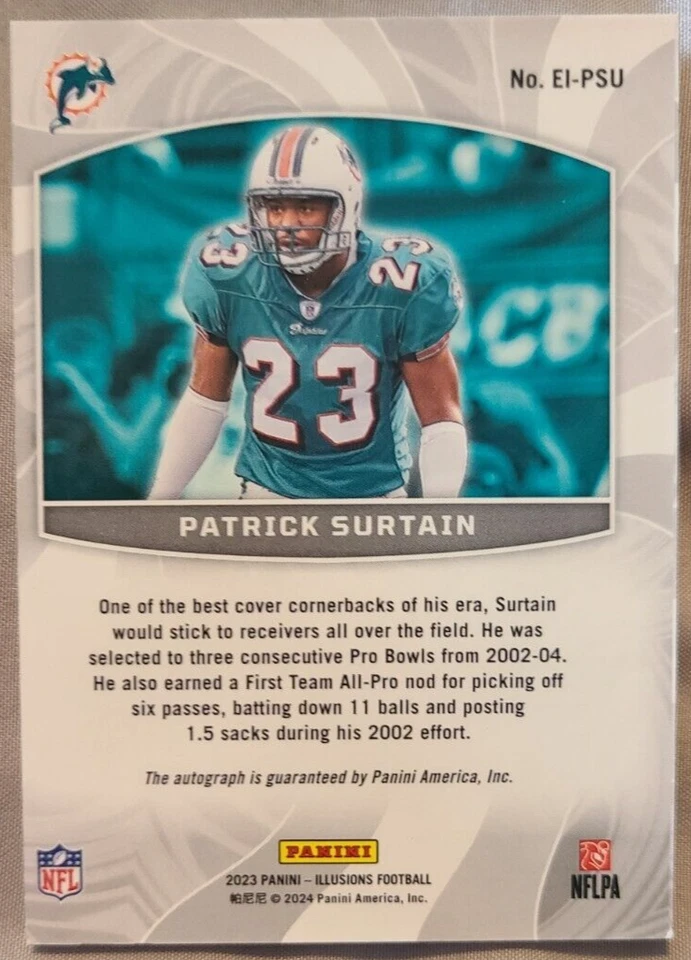 No. EI-PSU
23
23
Dolphins
23
PATRICK SURTAIN
One of the best cover cornerbacks of his era, Surtain
would stick to receivers all over the field. He was
selected to three consecutive Pro Bowls from 2002-04.
He also earned a First Team All-Pro nod for picking off
six passes, batting down 11 balls and posting
1.5 sacks during his 2002 effort.
The autograph is guaranteed by Panini America, Inc.
PANINI
NFL
2023 PANINI – ILLUSIONS FOOTBALL
NFLPA
帕尼尼 © 2024 Panini America, Inc.